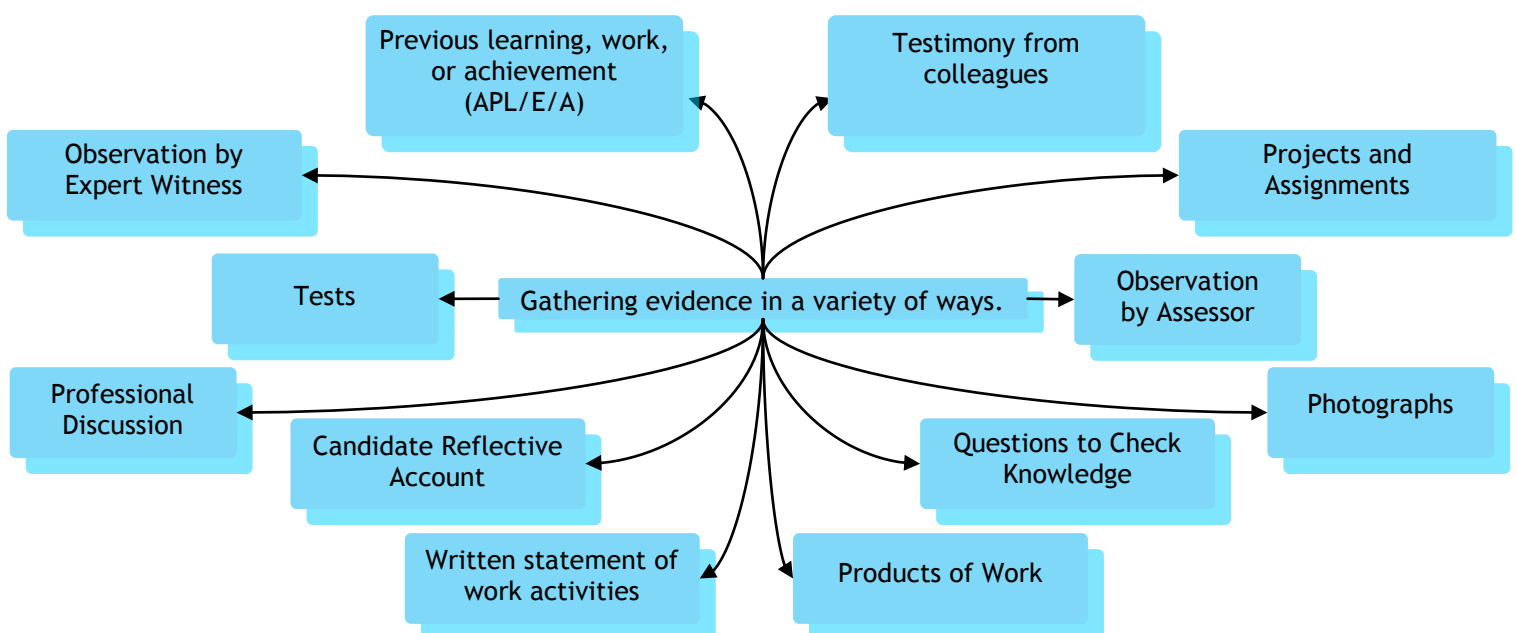 Previous learning, work,
or achievement
(APL/E/A)
Testimony from
colleagues
Observation by
Expert Witness
Projects and
Assignments
Tests
Gathering evidence in a variety of ways.
Observation
by Assessor
Professional
Discussion
Photographs
Candidate Reflective
Account
Questions to Check
Knowledge
Written statement of
work activities
Products of Work